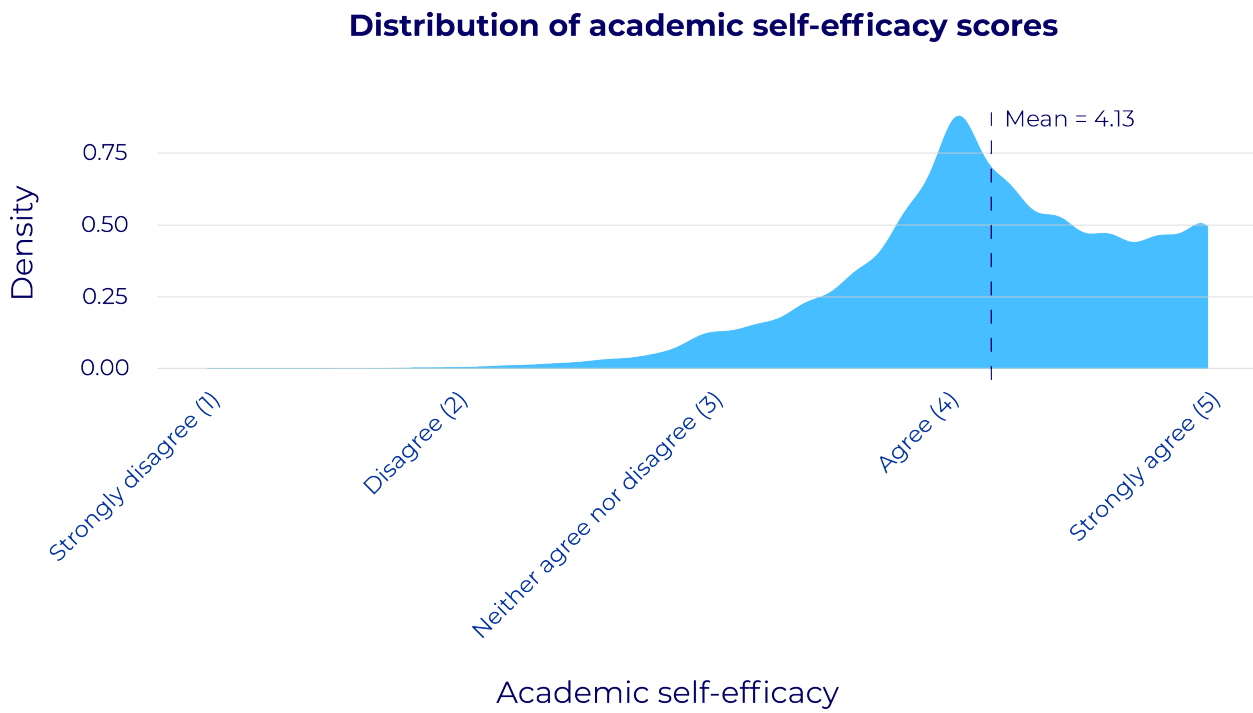 Distribution of academic self-efficacy scores
Mean = 4.13
0.75
0.50
0.25
0.00
Density
Strongly disagree (1)
Disagree (2)
Neither agree nor disagree (3)
Agree (4)
Strongly agree (5)
Academic self-efficacy